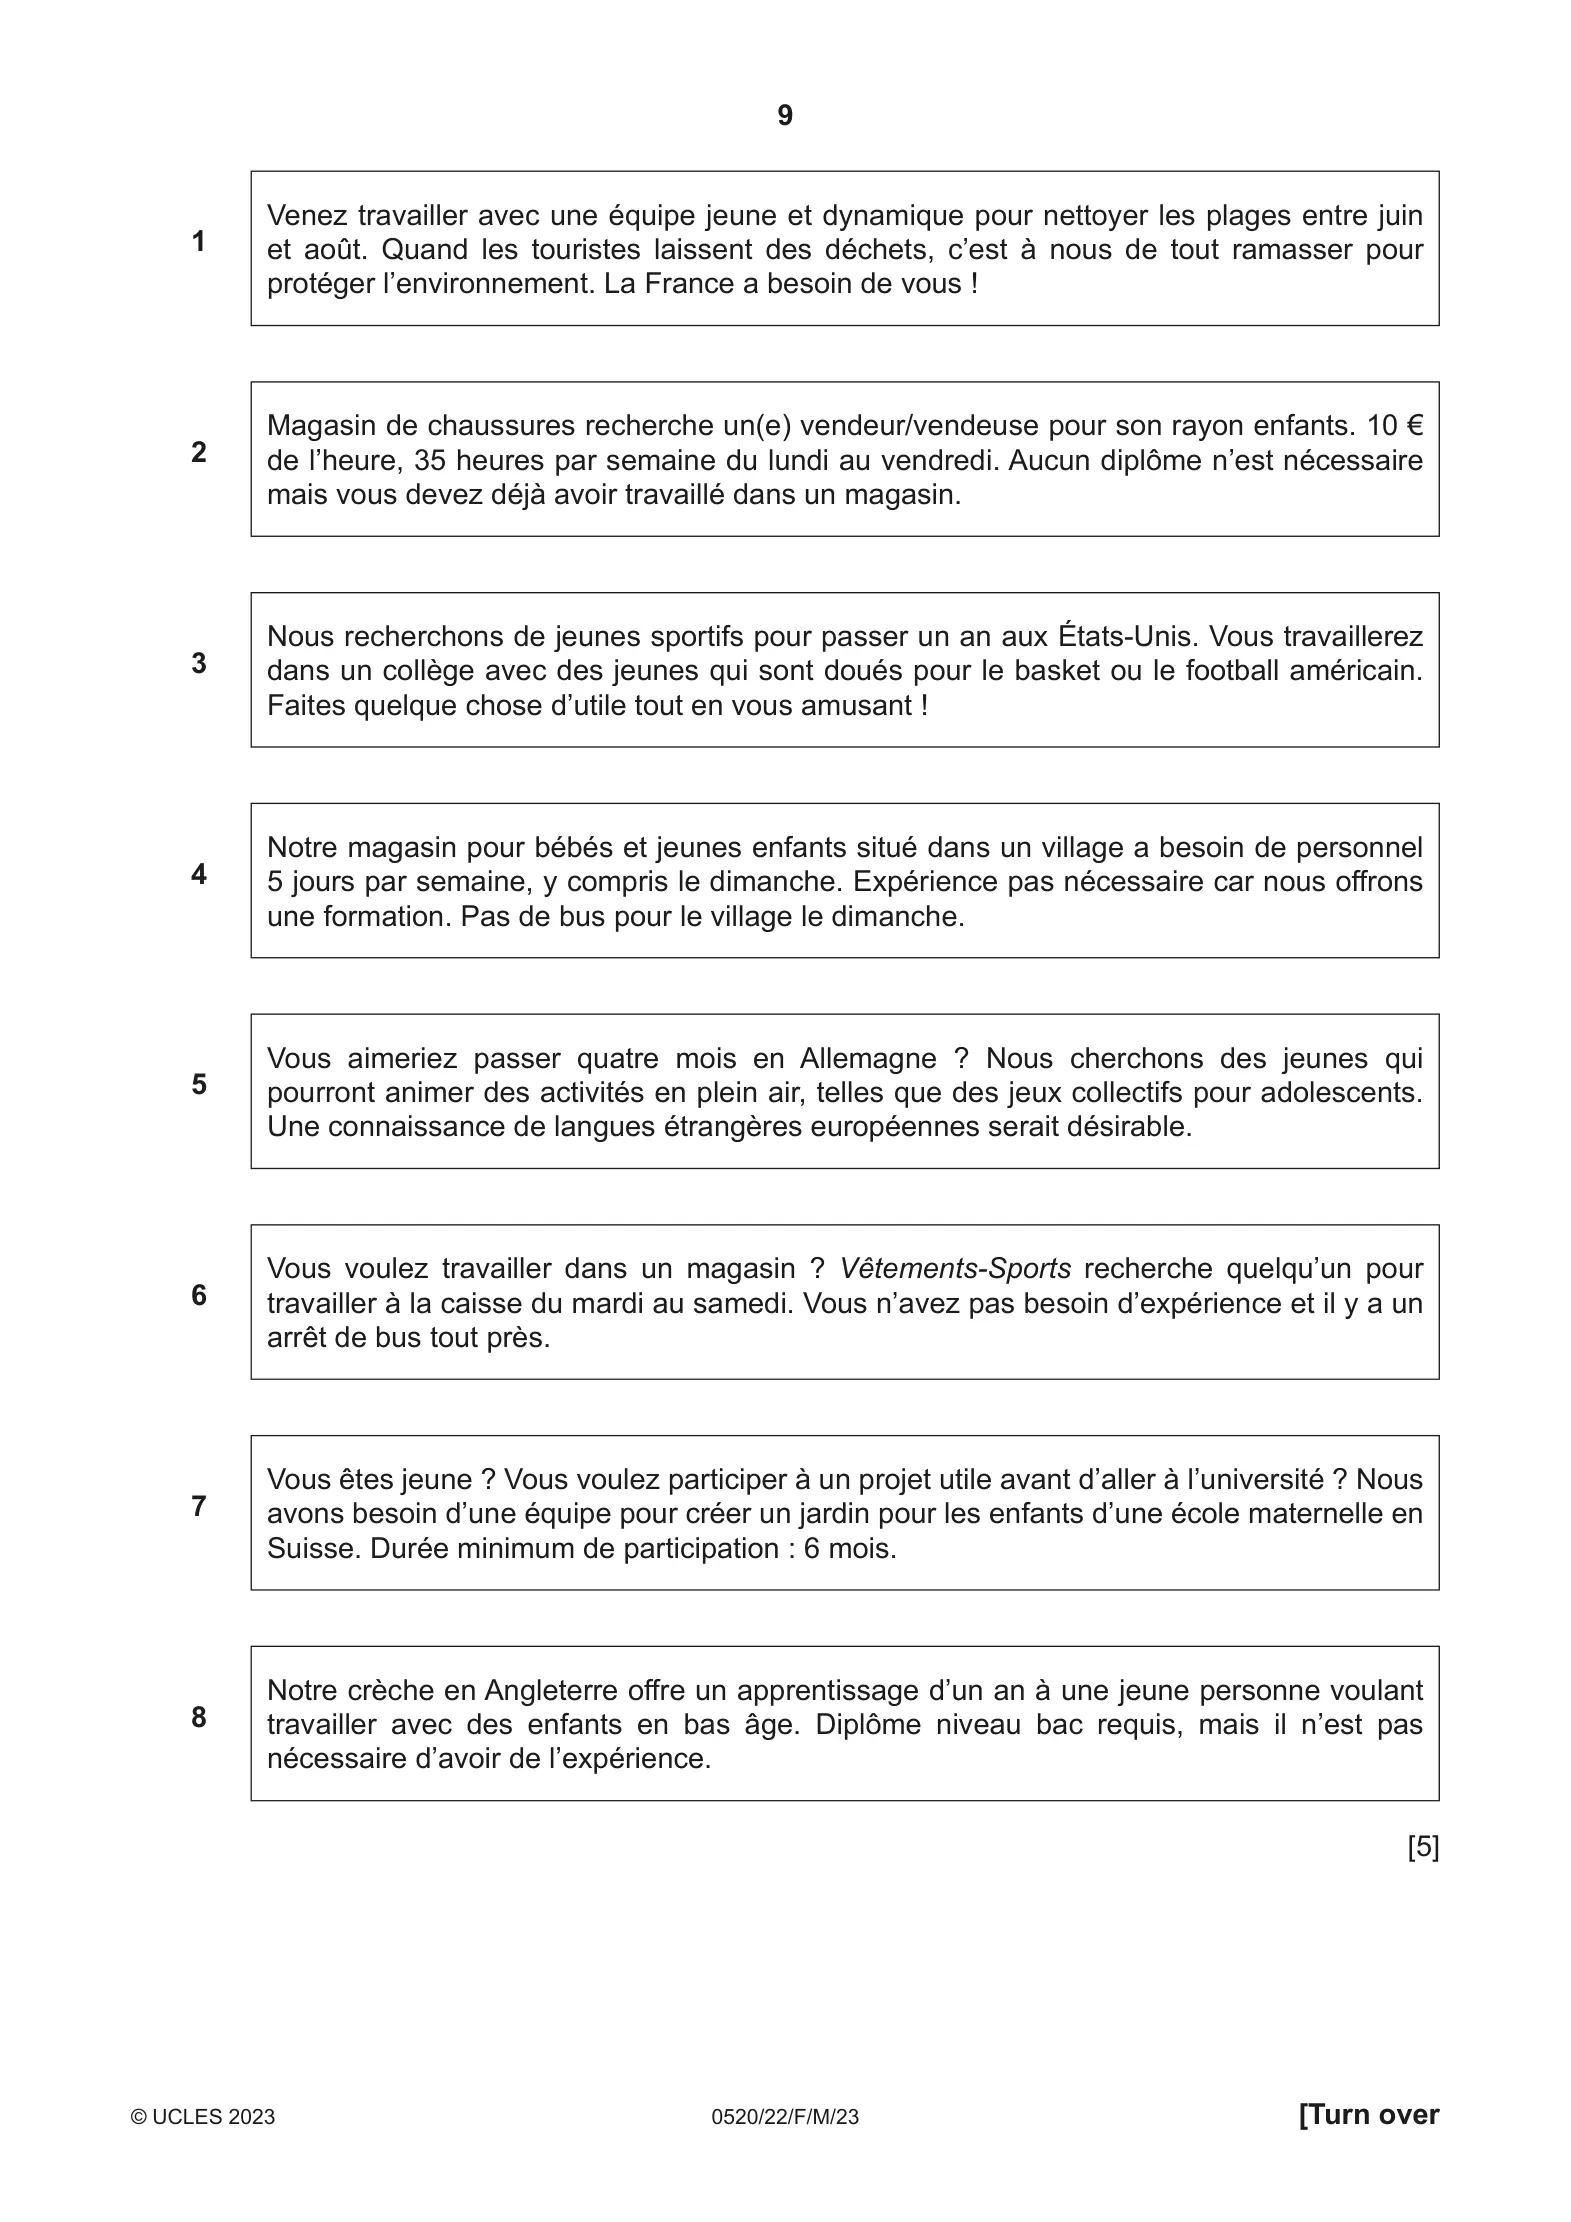 9
1
Venez travailler avec une équipe jeune et dynamique pour nettoyer les plages entre juin
et août. Quand les touristes laissent des déchets, c’est à nous de tout ramasser pour
protéger l’environnement. La France a besoin de vous !
2
Magasin de chaussures recherche un(e) vendeur/vendeuse pour son rayon enfants. 10 €
de l’heure, 35 heures par semaine du lundi au vendredi. Aucun diplôme n’est nécessaire
mais vous devez déjà avoir travaillé dans un magasin.
3
Nous recherchons de jeunes sportifs pour passer un an aux États-Unis. Vous travaillerez
dans un collège avec des jeunes qui sont doués pour le basket ou le football américain.
Faites quelque chose d’utile tout en vous amusant !
4
Notre magasin pour bébés et jeunes enfants situé dans un village a besoin de personnel
5 jours par semaine, y compris le dimanche. Expérience pas nécessaire car nous offrons
une formation. Pas de bus pour le village le dimanche.
5
Vous aimeriez passer quatre mois en Allemagne ? Nous cherchons des jeunes qui
pourront animer des activités en plein air, telles que des jeux collectifs pour adolescents.
Une connaissance de langues étrangères européennes serait désirable.
6
Vous voulez travailler dans un magasin ? Vêtements-Sports recherche quelqu’un pour
travailler à la caisse du mardi au samedi. Vous n’avez pas besoin d’expérience et il y a un
arrêt de bus tout près.
7
Vous êtes jeune ? Vous voulez participer à un projet utile avant d’aller à l’université ? Nous
avons besoin d’une équipe pour créer un jardin pour les enfants d’une école maternelle en
Suisse. Durée minimum de participation : 6 mois.
8
Notre crèche en Angleterre offre un apprentissage d’un an à une jeune personne voulant
travailler avec des enfants en bas âge. Diplôme niveau bac requis, mais il n’est pas
nécessaire d’avoir de l’expérience.
[5]
© UCLES 2023
0520/22/F/M/23
[Turn over